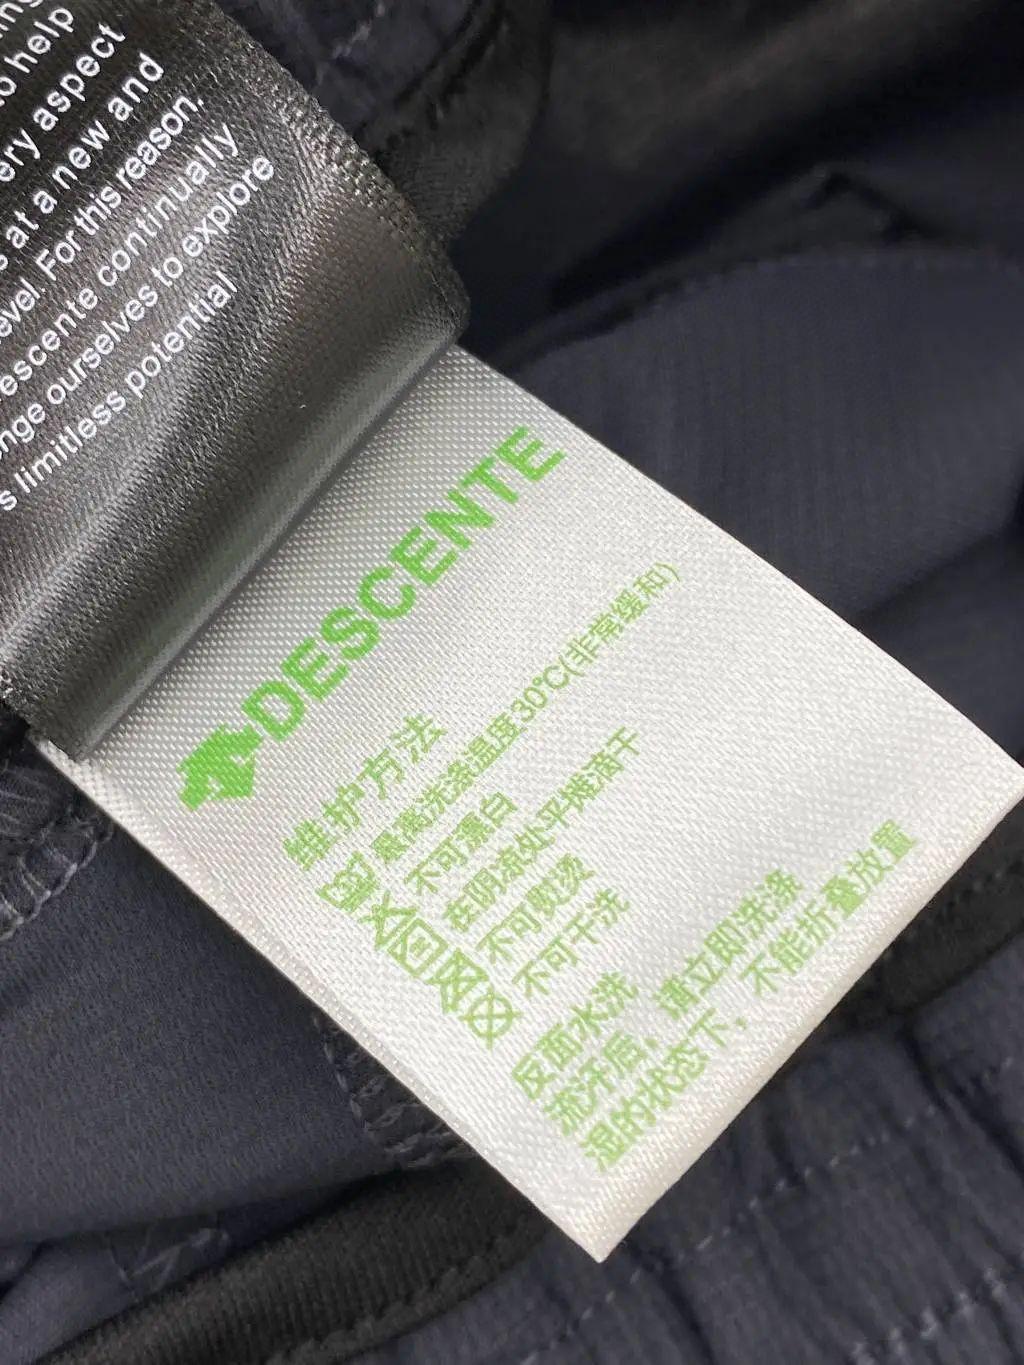 to help
ery aspect
s at a new and
evel. For this reason,
escente continually
nge ourselves to explore
s limitless potential
DESCENTE
维护方法
最高洗涤温度30℃(非常缓和)
不可漂白
在阴凉处平摊滴干
不可熨烫
不可干洗
反面水洗
流汗后，请立即洗涤
湿的状态下，不能折叠放置